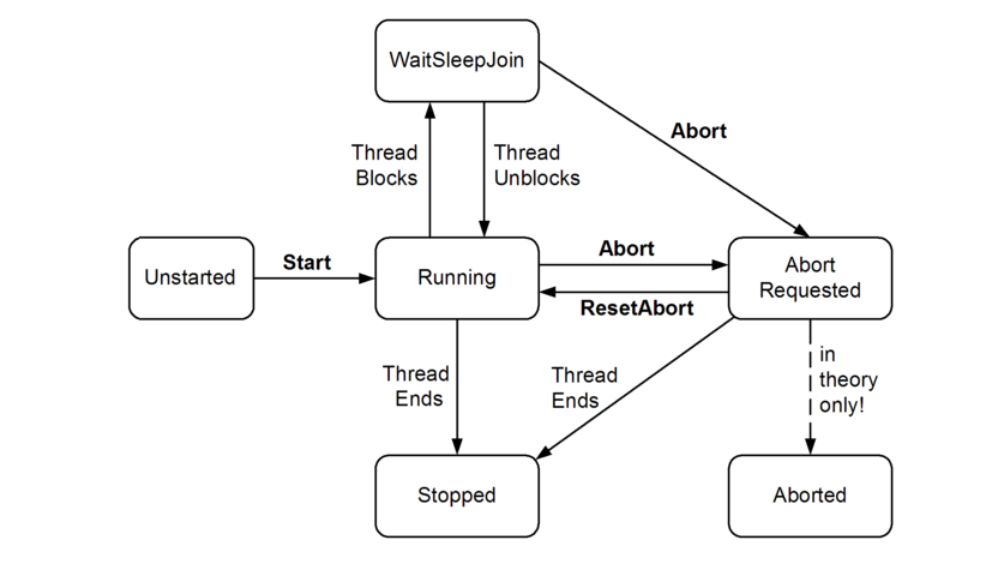 WaitSleepJoin
Abort
Thread
Blocks
Thread
Unblocks
Unstarted
Start
Running
Abort
ResetAbort
Abort
Requested
Thread
Ends
Thread
Ends
in
theory
only!
Stopped
Aborted